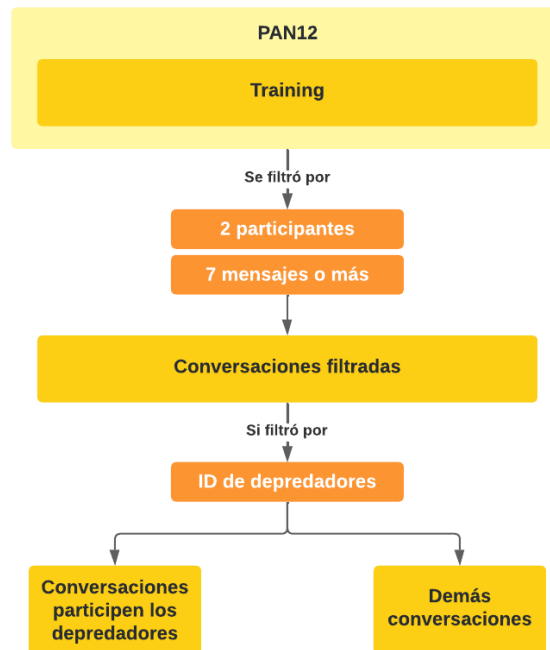 PAN12
Training
Se filtró por
2 participantes
7 mensajes o más
Conversaciones filtradas
Si filtró por
ID de depredadores
Conversaciones
participen los
depredadores
Demás
conversaciones